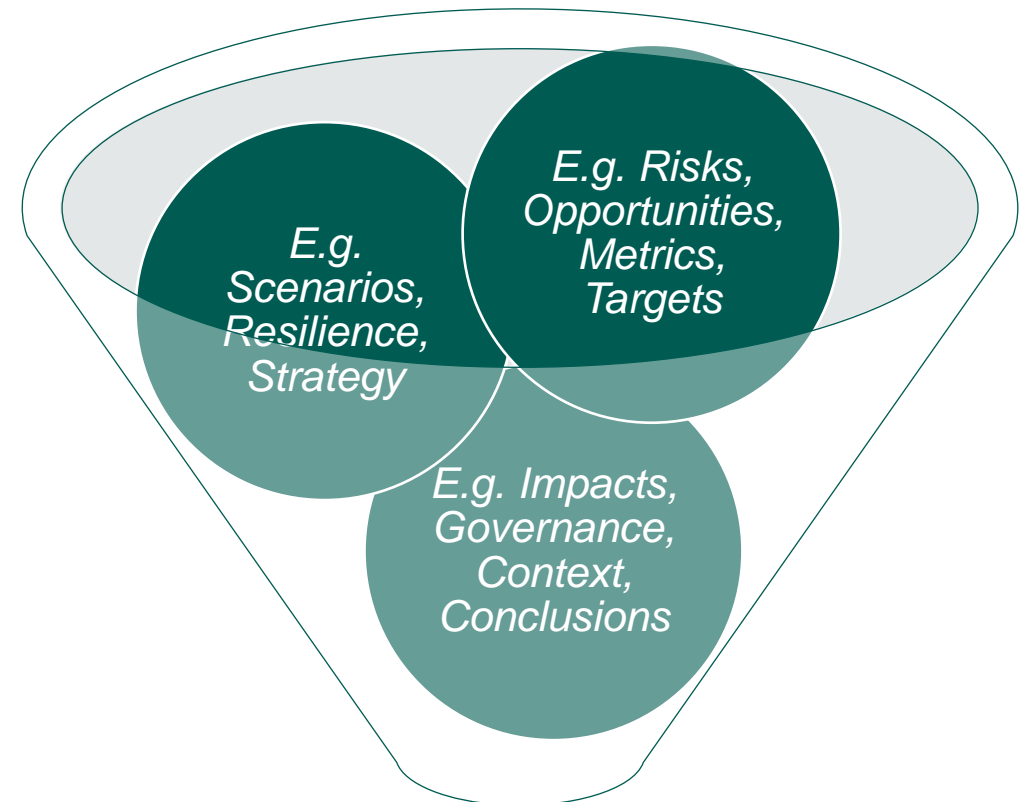 E.g.
Scenarios,
Resilience,
Strategy
E.g. Risks,
Opportunities,
Metrics,
Targets
E.g. Impacts,
Governance,
Context,
Conclusions